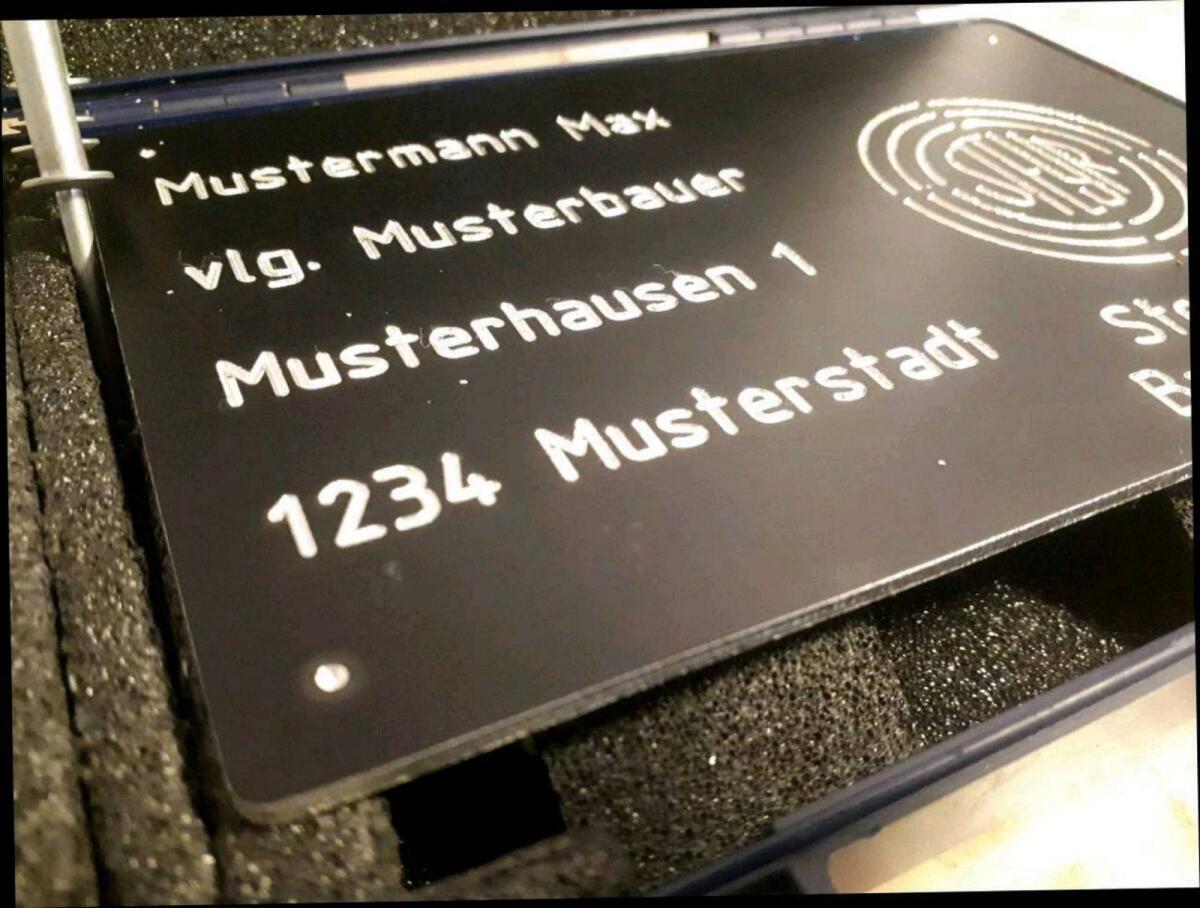 Mustermann Max
vlg. Musterbauer
Musterhausen 1
1234 Musterstadt